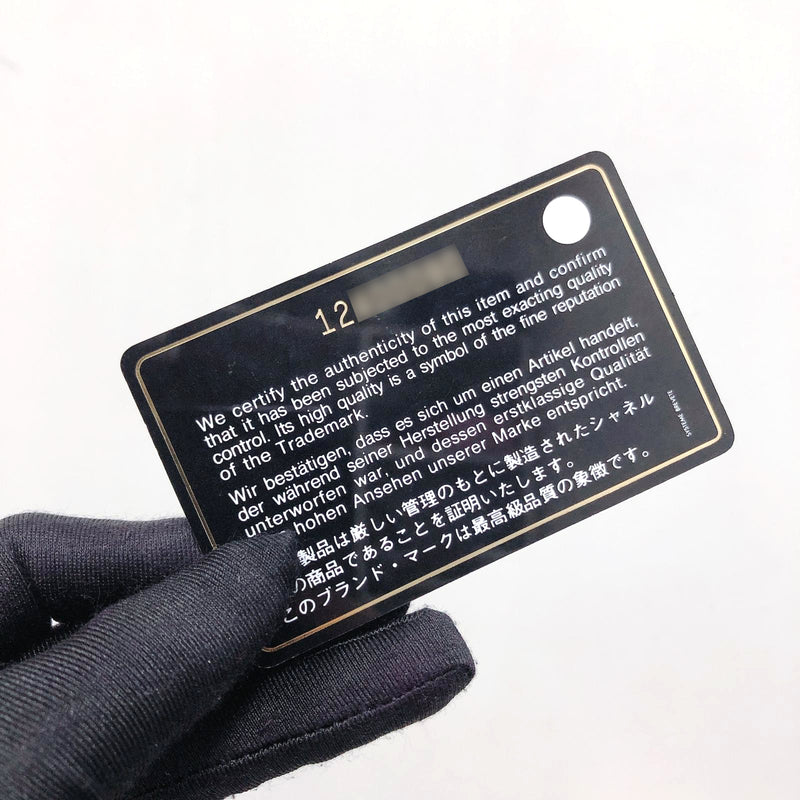 12
We certify the authenticity of this item and confirm
that it has been subjected to the most exacting quality
control. Its high quality is a symbol of the fine reputation
of the Trademark.
Wir bestätigen, dass es sich um einen Artikel handelt,
der während seiner Herstellung strengsten Kontrollen
unterworfen war, und dessen erstklassige Qualität
hohen Ansehen unserer Marke entspricht.
製品は厳しい管理のもとに製造されたシャネル
の商品であることを証明いたします。
このブランド・マークは最高級品質の象徴です。
SYSTEME BREVETE